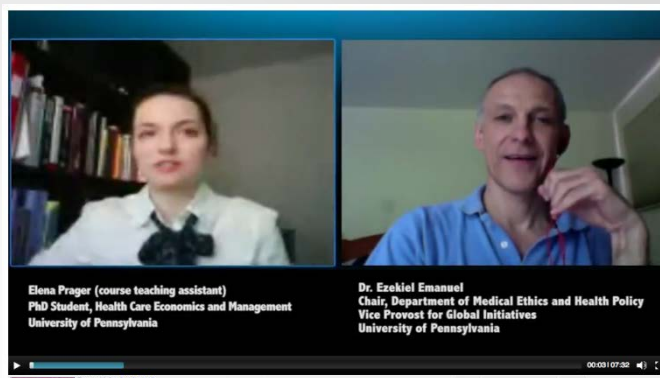 Elena Prager (course teaching assistant)
PhD Student, Health Care Economics and Management
University of Pennsylvania
Dr. Ezekiel Emanuel
Chair, Department of Medical Ethics and Health Policy
Vice Provost for Global Initiatives
University of Pennsylvania
00:03|07:32